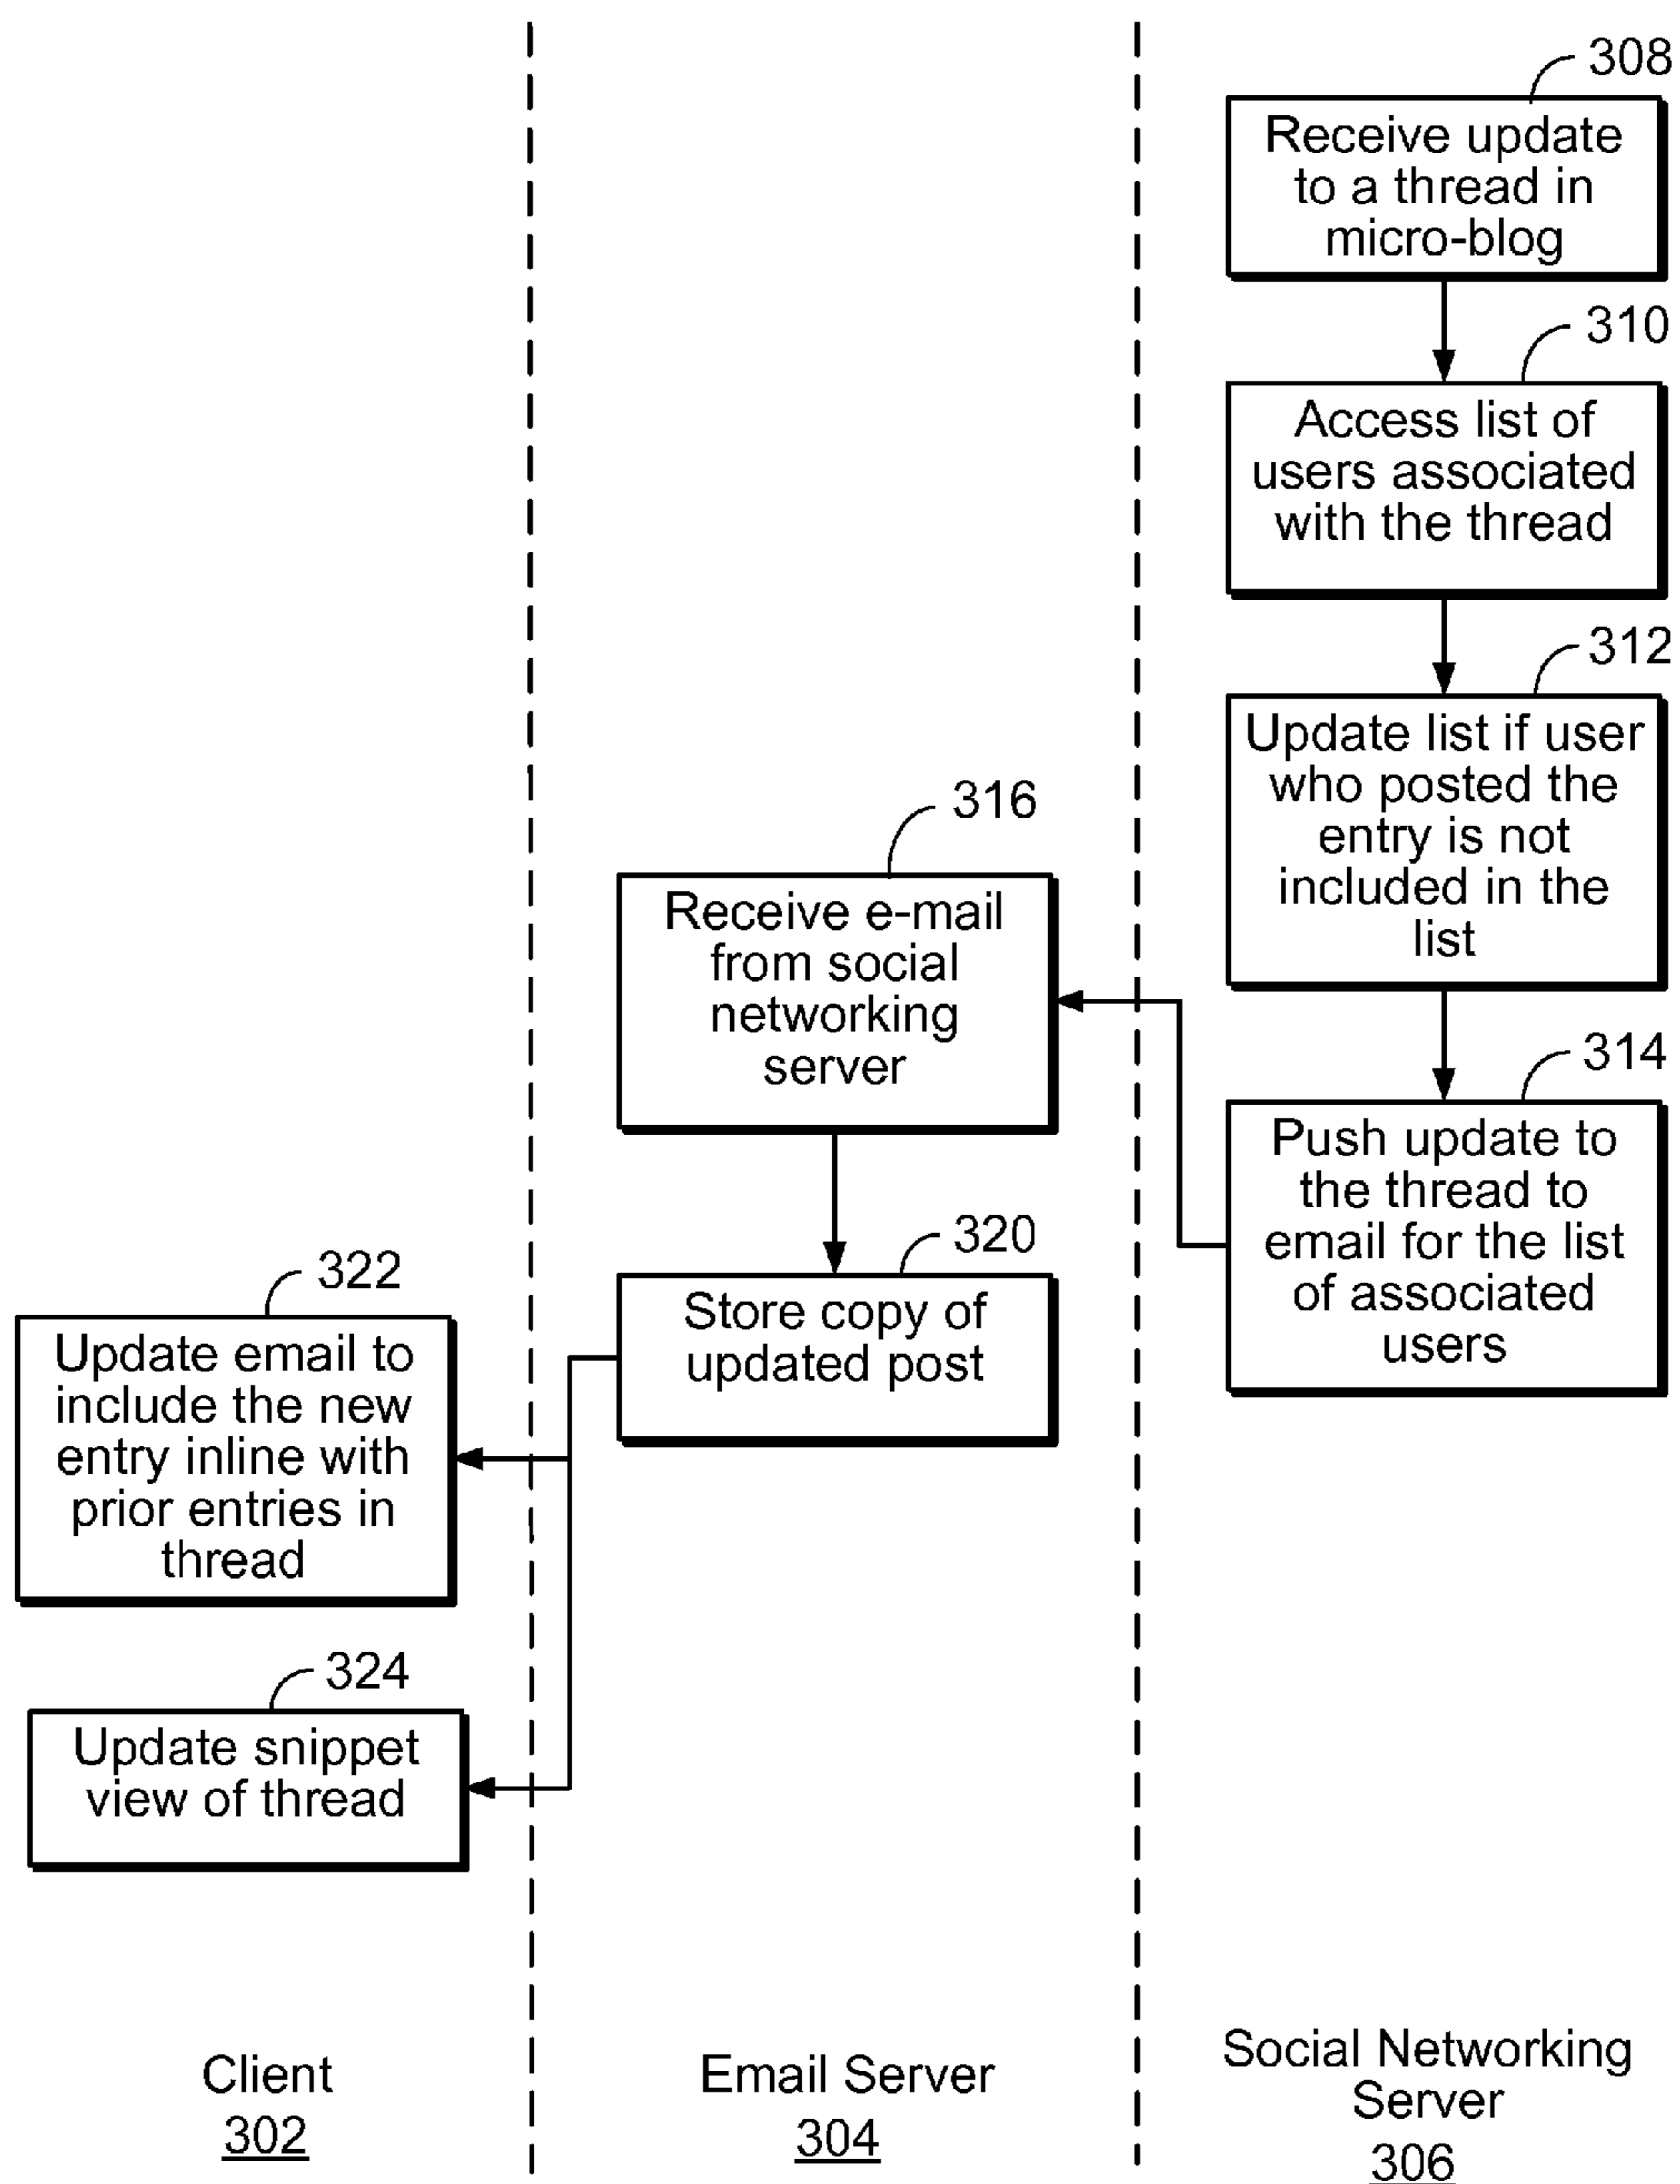 308
Receive update
to a thread in
micro-blog
310
Access list of
users associated
with the thread
312
Update list if user
who posted the
entry is not
included in the
list
314
Push update to
the thread to
email for the list
of associated
users
316
Receive e-mail
from social
networking
server
320
Store copy of
updated post
322
Update email to
include the new
entry inline with
prior entries in
thread
324
Update snippet
view of thread
Client
302
Email Server
304
Social Networking
Server
306